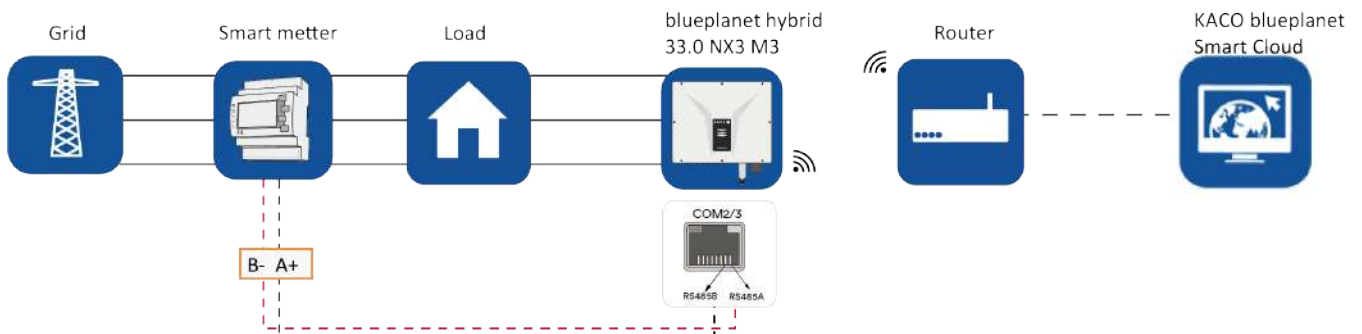 Grid
Smart metter
Load
blueplanet hybrid
33.0 NX3 M3
Router
KACO blueplanet
Smart Cloud
COM2/3
B- A+
RS485B RS485A